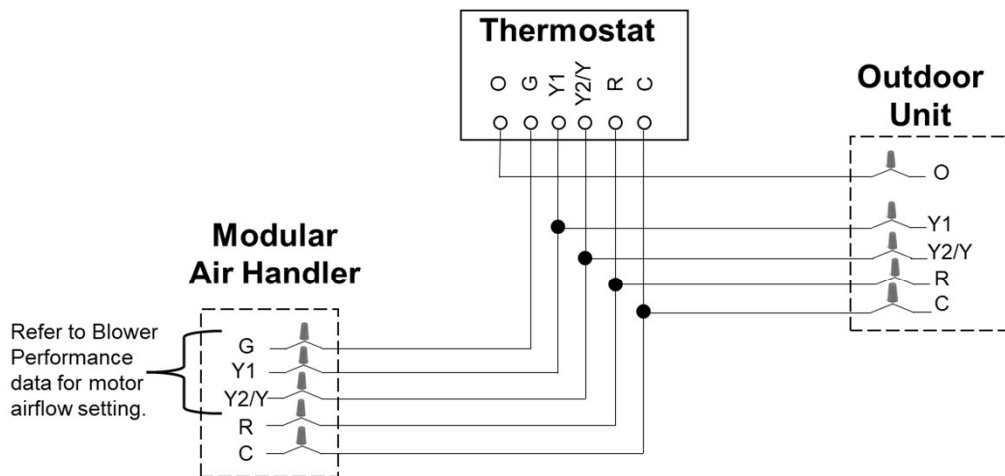 Thermostat
O G Y1 Y2/Y R C
Outdoor
Unit
O
Y1
Y2/Y
R
C
Modular
Air Handler
Refer to Blower
Performance
data for motor
airflow setting.
G
Y1
Y2/Y
R
C